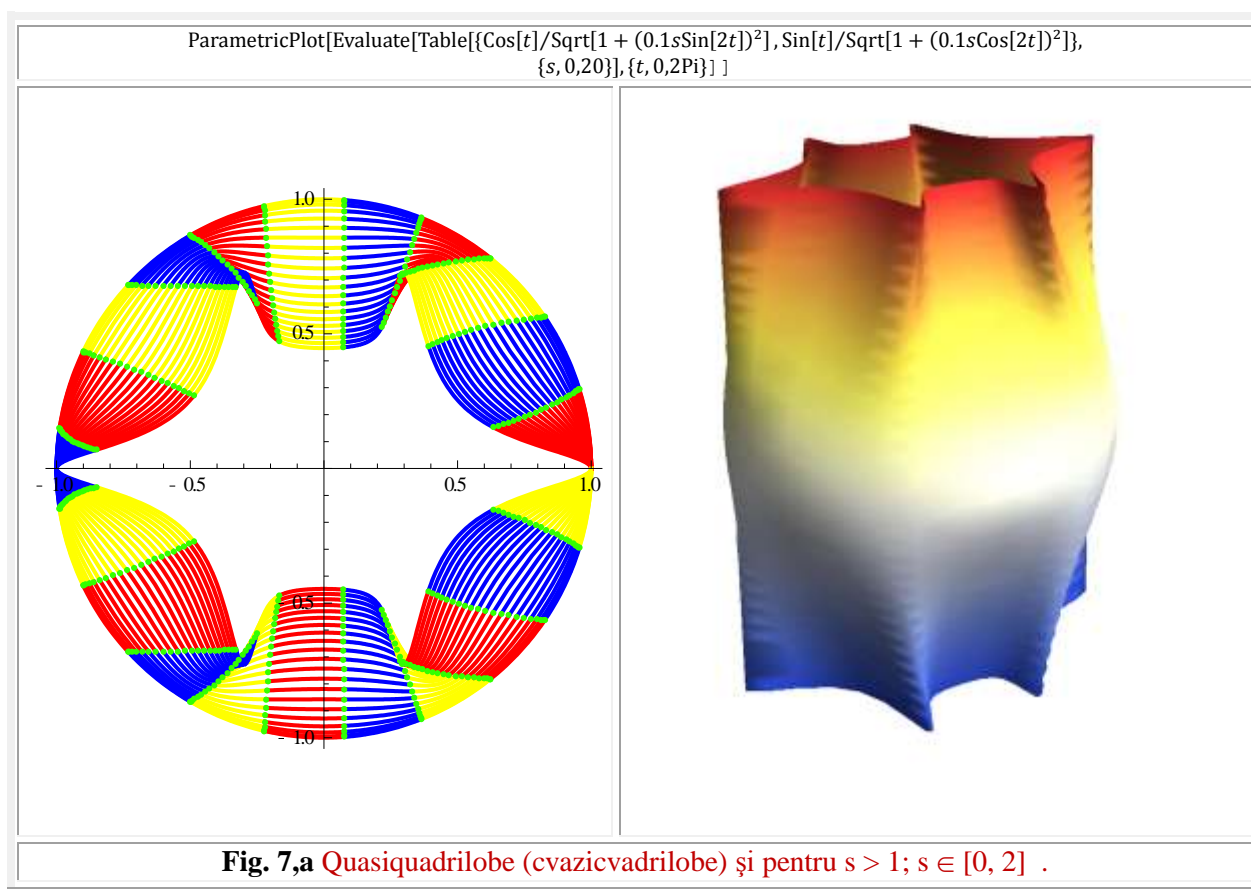 ParametricPlot[Evaluate[Table[{Cos[t]/Sqrt[1 + (0.1sSin[2t])²] , Sin[t]/Sqrt[1 + (0.1sCos[2t])²]},
{s, 0,20}],{t, 0,2Pi}] ]
1.0
0.5
- 1.0
- 0.5
0.5
1.0
0.5
- 1.0
Fig. 7,a Quasiquadrilobe (cvazicvadrilobe) şi pentru s > 1; s ∈ [0, 2] .